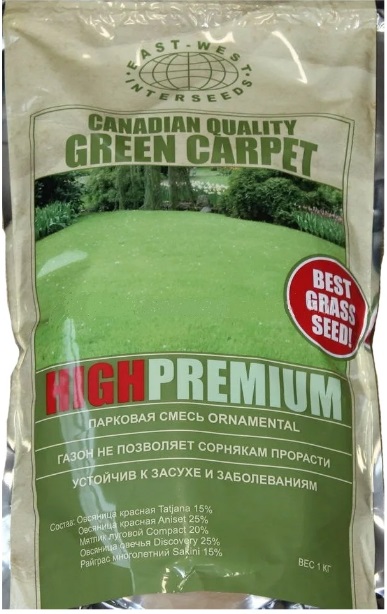 EAST-WEST
INTERSEEDS
CANADIAN QUALITY
GREEN CARPET
BEST
GRASS
SEED!
HIGHPREMIUM
ПАРКОВАЯ СМЕСЬ ORNAMENTAL
ГАЗОН НЕ ПОЗВОЛЯЕТ СОРНЯКАМ ПРОРАСТИ
УСТОЙЧИВ К ЗАСУХЕ И ЗАБОЛЕВАНИЯМ
Состав: Овсяница красная Tatjana 15%
Овсяница красная Aniset 25%
Мятлик луговой Compact 20%
Овсяница овечья Discovery 25%
Райграс многолетний Sakini 15%
ВЕС 1 КГ